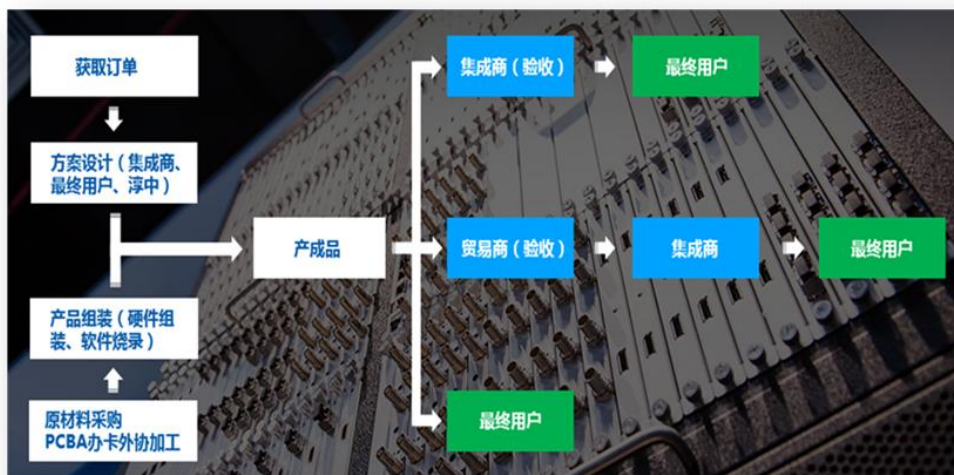 获取订单
方案设计（集成商、
最终用户、淳中）
产品组装（硬件组
装、软件烧录）
原材料采购
PCBA办卡外协加工
产成品
集成商（验收）
最终用户
贸易商（验收）
集成商
最终用户
最终用户